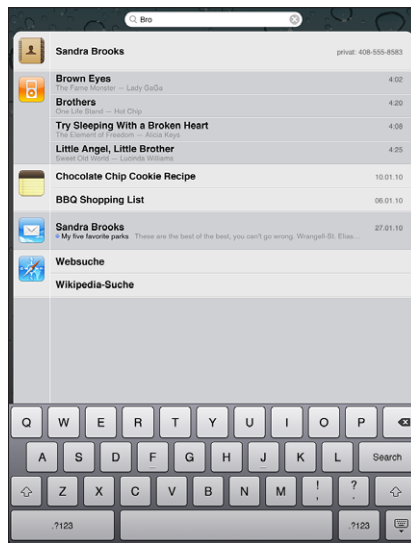 Bro
Sandra Brooks privat: 408-555-8583
Brown Eyes 4:02
The Fame Monster — Lady GaGa
Brothers 4:20
One Life Stand — Hot Chip
Try Sleeping With a Broken Heart 4:08
The Element of Freedom — Alicia Keys
Little Angel, Little Brother 4:25
Sweet Old World — Lucinda Williams
Chocolate Chip Cookie Recipe 10.01.10
BBQ Shopping List 06.01.10
Sandra Brooks 27.01.10
My five favorite parks These are the best of the best, you can't go wrong. Wrangell-St. Elias...
Websuche
Wikipedia-Suche
Q W E R T Y U I O P
A S D F G H J K L Search
Z X C V B N M ! , ? .
.?123 .?123